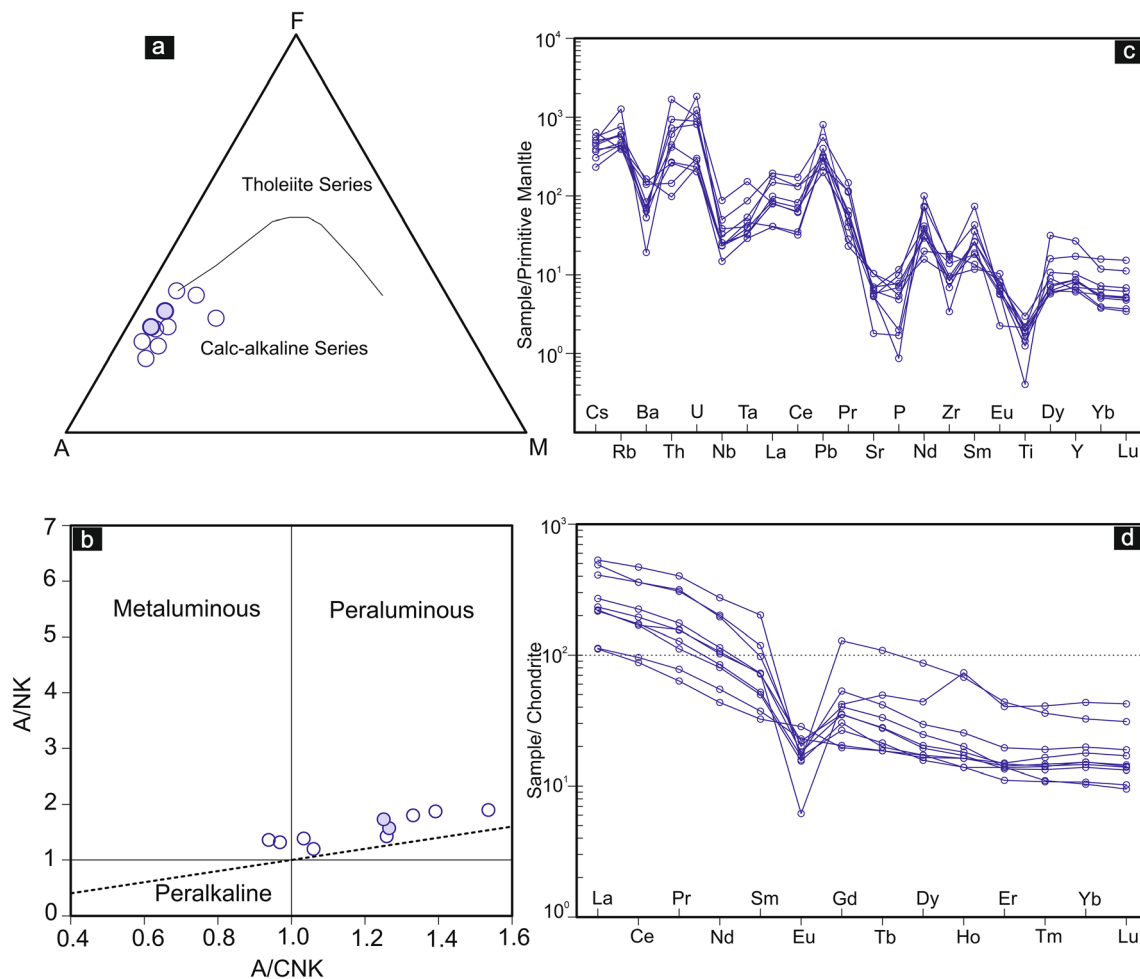 a
F
Tholeiite Series
Calc-alkaline Series
A
M
c
Sample/Primitive Manltle
10⁴
10³
10²
10¹
10⁰
Cs Ba U Ta Ce Pr P Zr Eu Dy Yb
Rb Th Nb La Pb Sr Nd Sm Ti Y Lu
b
A/NK
7
6
5
4
3
2
1
0
Metaluminous
Peraluminous
Peralkaline
0.4 0.6 0.8 1.0 1.2 1.4 1.6
A/CNK
d
Sample/ Chondrite
10³
10²
10¹
10⁰
La Pr Sm Gd Dy Er Yb
Ce Nd Eu Tb Ho Tm Lu